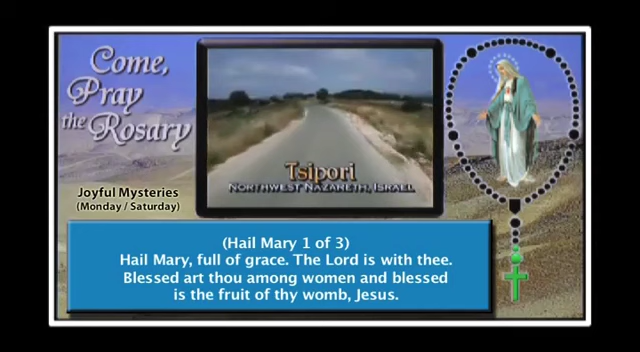 Come,
Pray
the Rosary
Tsipori
NORTHWEST NAZARETH, ISRAEL
Joyful Mysteries
(Monday / Saturday)
(Hail Mary 1 of 3)
Hail Mary, full of grace. The Lord is with thee.
Blessed art thou among women and blessed
is the fruit of thy womb, Jesus.